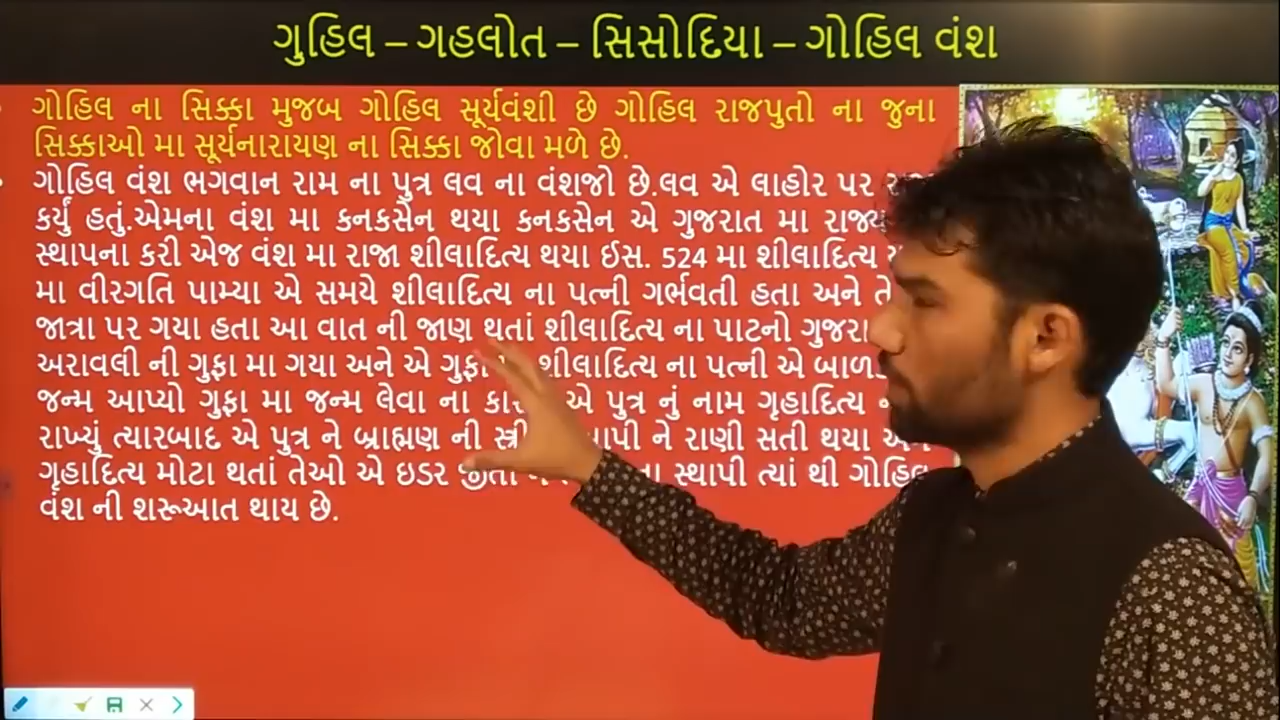 ગુહિલ – ગહલોત – સિસોદિયા – ગોહિલ વંશ
ગોહિલ ના સિક્કા મુજબ ગોહિલ સૂર્યવંશી છે ગોહિલ રાજપુતો ના જુના
સિક્કાઓ મા સૂર્યનારાયણ ના સિક્કા જોવા મળે છે.
ગોહિલ વંશ ભગવાન રામ ના પુત્ર લવ ના વંશજો છે.લવ એ લાહોર પર
કર્યું હતું.એમના વંશ મા કનકસેન થયા કનકસેન એ ગુજરાત મા
સ્થાપના કરી એજ વંશ મા રાજા શીલાદિત્ય થયા ઈસ. 524 મા શીલાદિત્ય
મા વીરગતિ પામ્યા એ સમયે શીલાદિત્ય ના પત્ની ગર્ભવતી હતા અને
જાત્રા પર ગયા હતા આ વાત ની જાણ થતાં શીલાદિત્ય ના પાટનો
અરાવલી ની ગુફા મા ગયા અને એ શીલાદિત્ય ના પત્ની એ
જન્મ આપ્યો ગુફા મા જન્મ લેવા ના એ પુત્ર નું નામ ગૃહાદિત્ય
રાખ્યું ત્યારબાદ એ પુત્ર ને બ્રાહ્મણ ની ને રાણી સતી થયા
ગૃહાદિત્ય મોટા થતાં તેઓ એ ઇડર સ્થાપી ત્યાં થી ગોહિલ
વંશ ની શરૂઆત થાય છે.